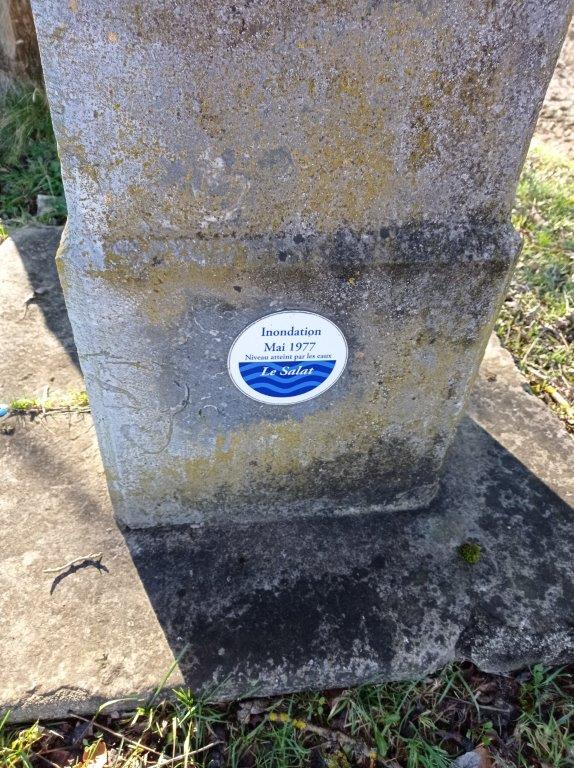 Inondation
Mai 1977
Niveau atteint par les eaux
Le Salat